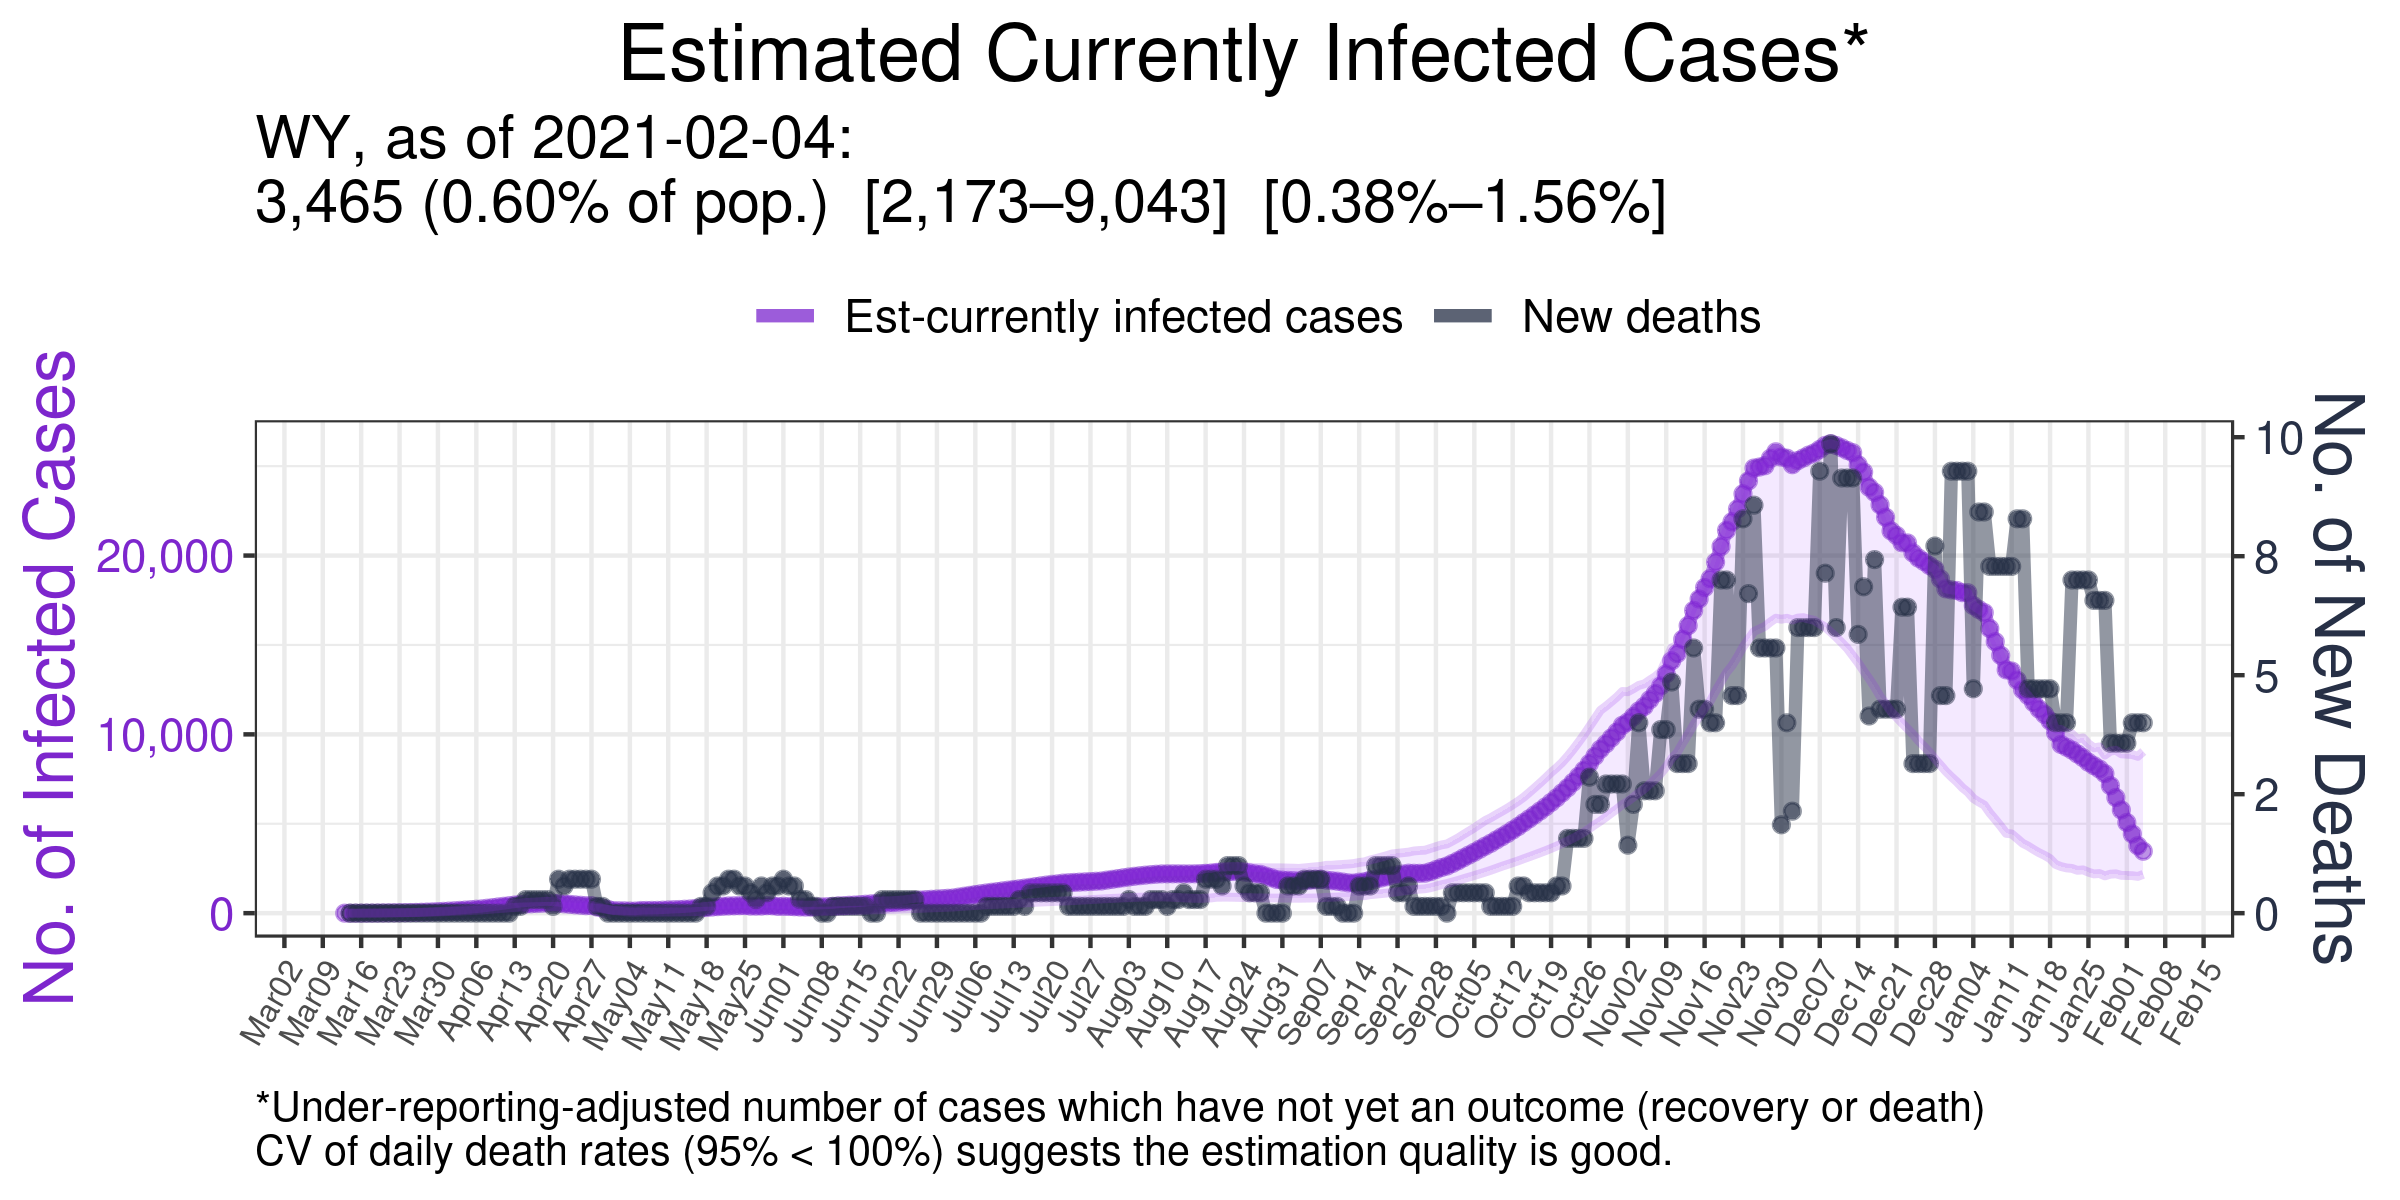 Estimated Currently Infected Cases*
WY, as of 2021-02-04:
3,465 (0.60% of pop.)  [2,173–9,043]  [0.38%–1.56%]
Est-currently infected cases
New deaths
No. of Infected Cases
20,000
10,000
0
10
8
5
2
0
No. of New Deaths
Mar02
Mar09
Mar16
Mar23
Mar30
Apr06
Apr13
Apr20
Apr27
May04
May11
May18
May25
Jun01
Jun08
Jun15
Jun22
Jun29
Jul06
Jul13
Jul20
Jul27
Aug03
Aug10
Aug17
Aug24
Aug31
Sep07
Sep14
Sep21
Sep28
Oct05
Oct12
Oct19
Oct26
Nov02
Nov09
Nov16
Nov23
Nov30
Dec07
Dec14
Dec21
Dec28
Jan04
Jan11
Jan18
Jan25
Feb01
Feb08
Feb15
*Under-reporting-adjusted number of cases which have not yet an outcome (recovery or death)
CV of daily death rates (95% < 100%) suggests the estimation quality is good.